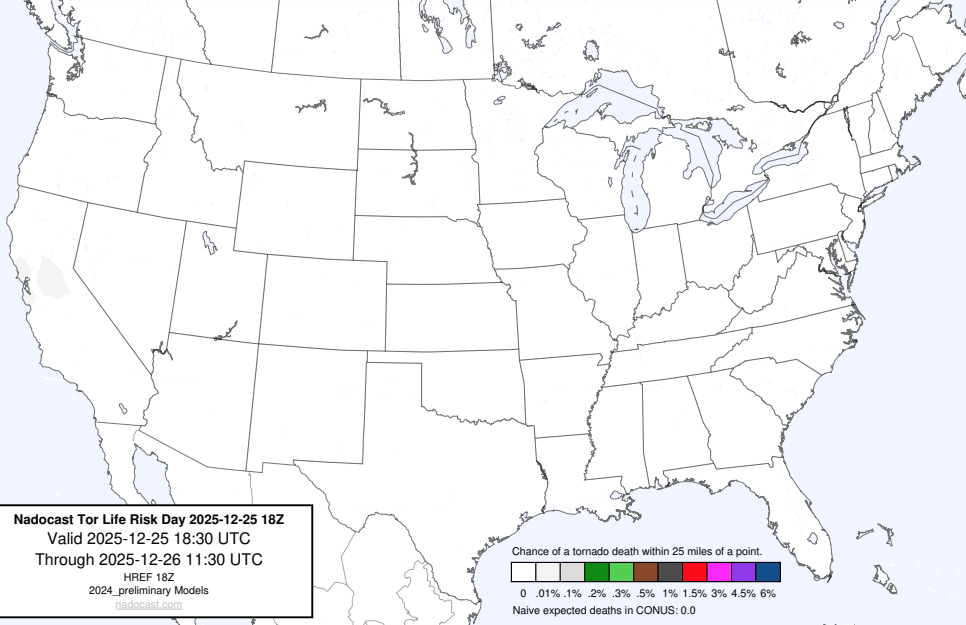 Nadocast Tor Life Risk Day 2025-12-25 18Z
Valid 2025-12-25 18:30 UTC
Through 2025-12-26 11:30 UTC
HREF 18Z
2024_preliminary Models
nadocast.com
Chance of a tornado death within 25 miles of a point.
0 .01% .1% .2% .3% .5% 1% 1.5% 3% 4.5% 6%
Naive expected deaths in CONUS: 0.0